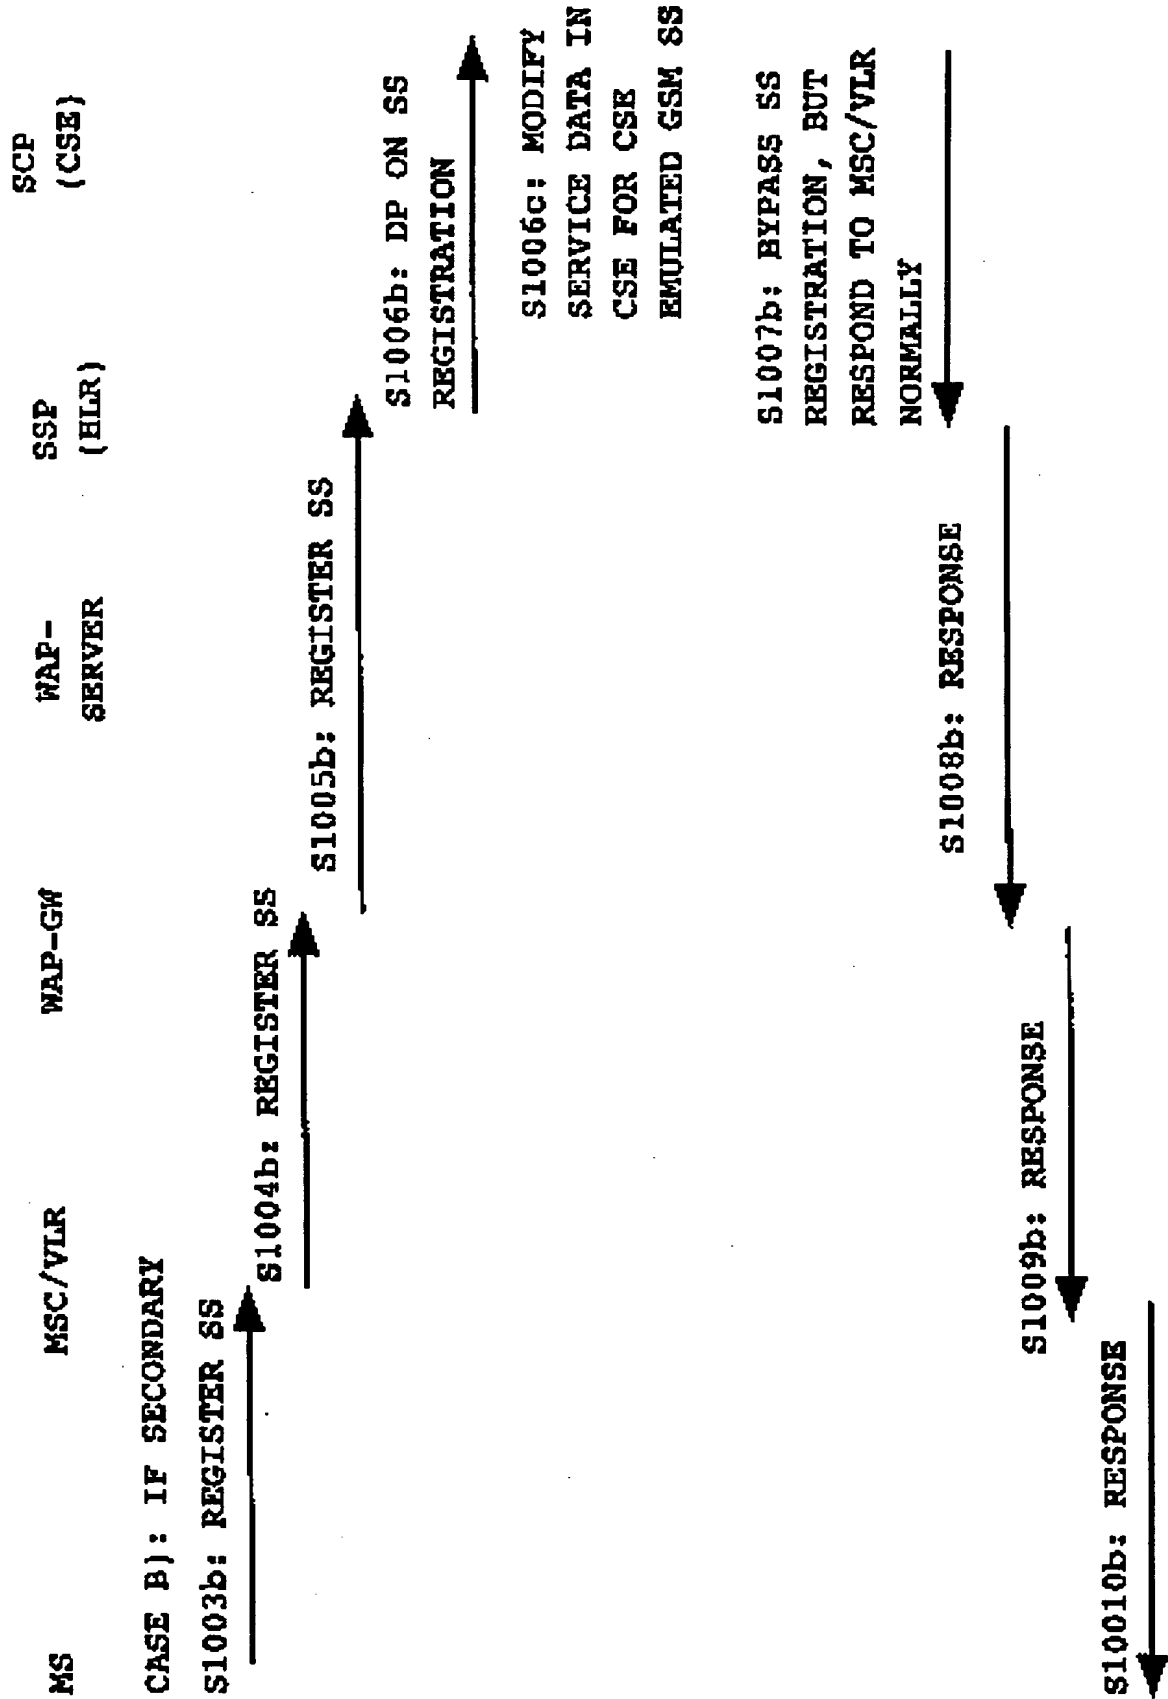 MS
MSC/VLR
WAP-GW
WAP-
SERVER
SSP
(HLR)
SCP
(CSE)
CASE B): IF SECONDARY
S1003b: REGISTER SS
S1004b: REGISTER SS
S1005b: REGISTER SS
S1006b: DP ON SS
REGISTRATION
S1006c: MODIFY
SERVICE DATA IN
CSE FOR CSE
EMULATED GSM SS
S1007b: BYPASS SS
REGISTRATION, BUT
RESPOND TO MSC/VLR
NORMALLY
S1008b: RESPONSE
S1009b: RESPONSE
S10010b: RESPONSE